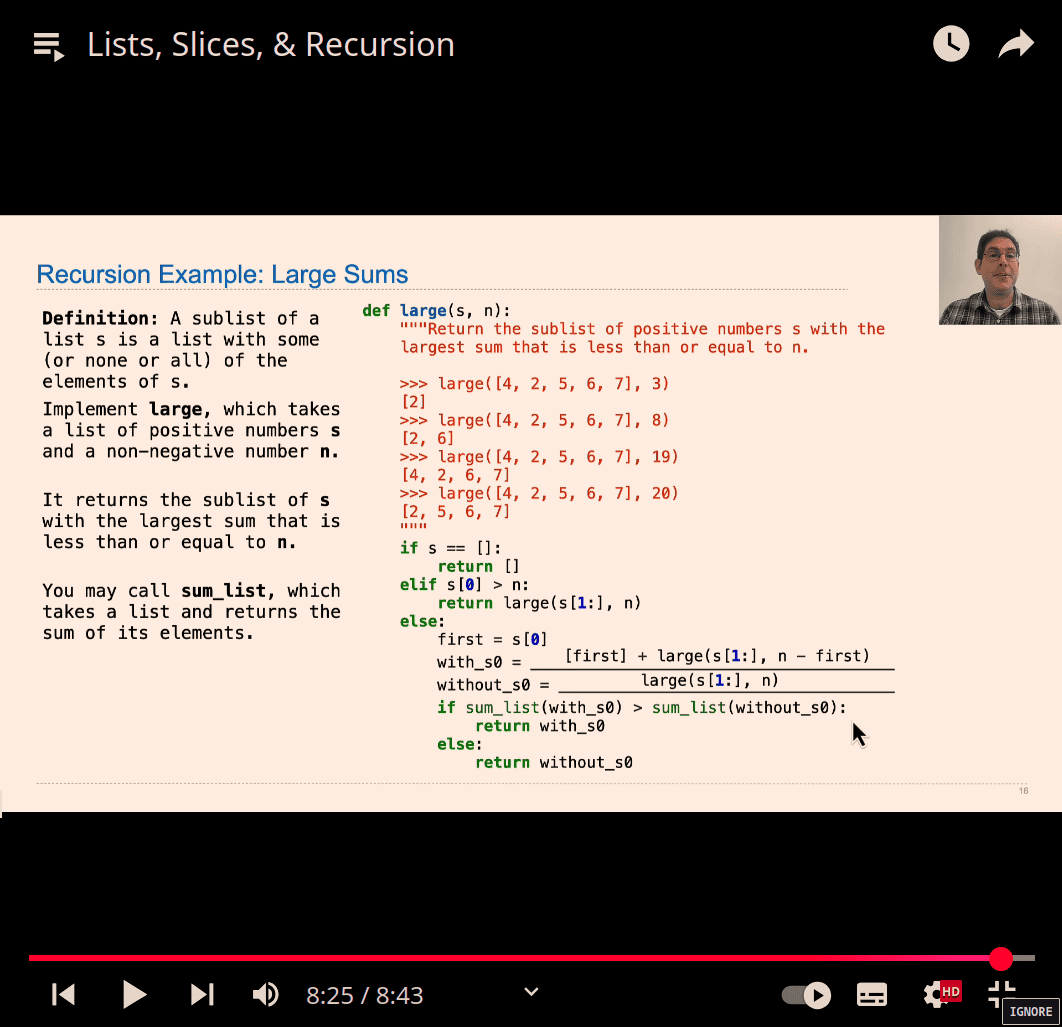 Lists, Slices, & Recursion
Recursion Example: Large Sums
Definition: A sublist of a
list s is a list with some
(or none or all) of the
elements of s.
Implement large, which takes
a list of positive numbers s
and a non-negative number n.
It returns the sublist of s
with the largest sum that is
less than or equal to n.
You may call sum_list, which
takes a list and returns the
sum of its elements.
def large(s, n):
    """Return the sublist of positive numbers s with the
    largest sum that is less than or equal to n.
    >>> large([4, 2, 5, 6, 7], 3)
    [2]
    >>> large([4, 2, 5, 6, 7], 8)
    [2, 6]
    >>> large([4, 2, 5, 6, 7], 19)
    [4, 2, 6, 7]
    >>> large([4, 2, 5, 6, 7], 20)
    [2, 5, 6, 7]
    """
    if s == []:
        return []
    elif s[0] > n:
        return large(s[1:], n)
    else:
        first = s[0]
        with_s0 = [first] + large(s[1:], n - first)
        without_s0 = large(s[1:], n)
        if sum_list(with_s0) > sum_list(without_s0):
            return with_s0
        else:
            return without_s0
16
8:25 / 8:43
HD
IGNORE